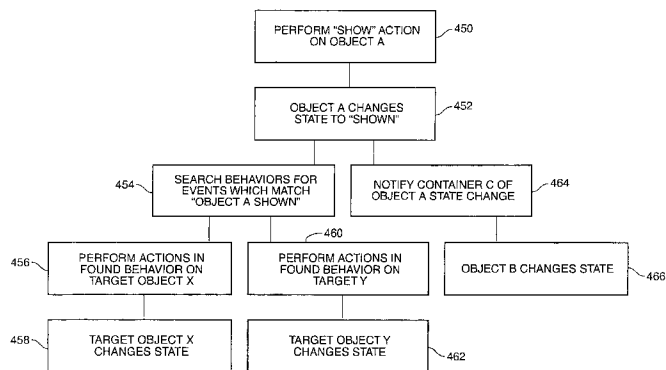 PERFORM "SHOW" ACTION
ON OBJECT A
450
OBJECT A CHANGES
STATE TO "SHOWN"
452
454
SEARCH BEHAVIORS FOR
EVENTS WHICH MATCH
"OBJECT A SHOWN"
NOTIFY CONTAINER C OF
OBJECT A STATE CHANGE
464
456
PERFORM ACTIONS IN
FOUND BEHAVIOR ON
TARGET OBJECT X
460
PERFORM ACTIONS IN
FOUND BEHAVIOR ON
TARGET Y
OBJECT B CHANGES STATE
466
458
TARGET OBJECT X
CHANGES STATE
TARGET OBJECT Y
CHANGES STATE
462